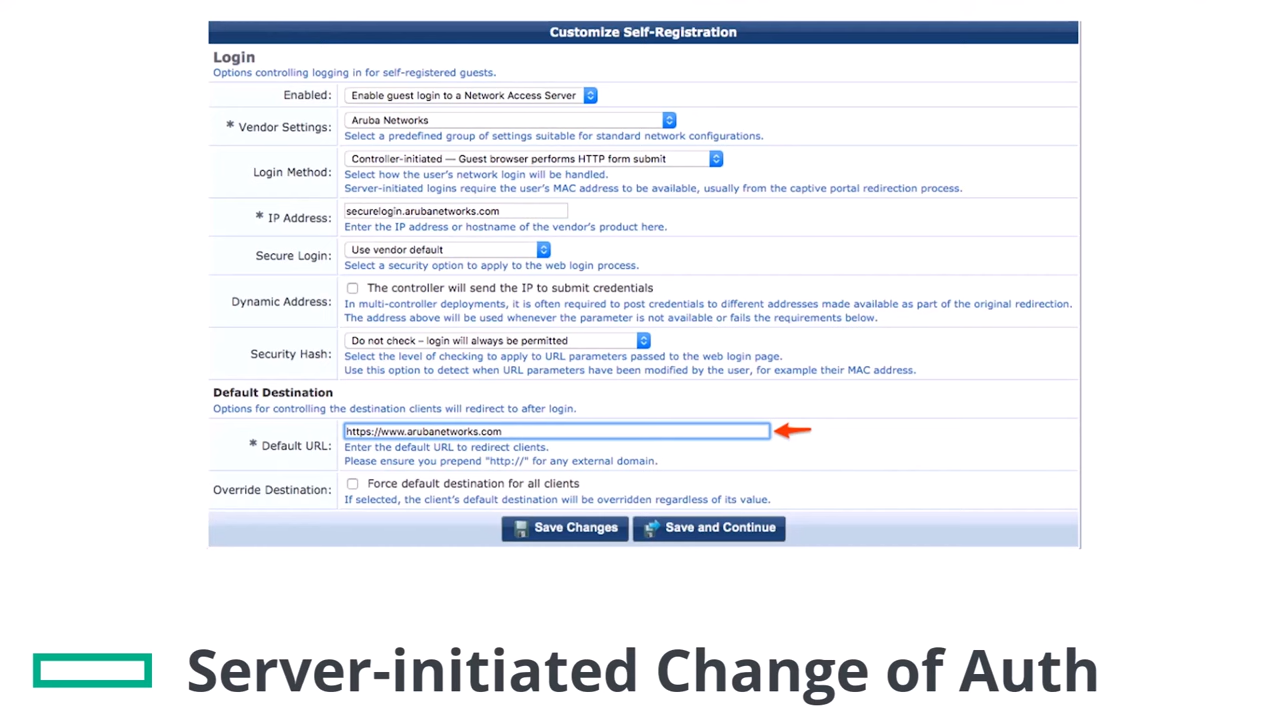 Customize Self-Registration
Login
Options controlling logging in for self-registered guests.
Enabled: Enable guest login to a Network Access Server
* Vendor Settings: Aruba Networks
Select a predefined group of settings suitable for standard network configurations.
Login Method: Controller-initiated — Guest browser performs HTTP form submit
Select how the user's network login will be handled.
Server-initiated logins require the user's MAC address to be available, usually from the captive portal redirection process.
* IP Address: securelogin.arubanetworks.com
Enter the IP address or hostname of the vendor's product here.
Secure Login: Use vendor default
Select a security option to apply to the web login process.
Dynamic Address: The controller will send the IP to submit credentials
In multi-controller deployments, it is often required to post credentials to different addresses made available as part of the original redirection.
The address above will be used whenever the parameter is not available or fails the requirements below.
Security Hash: Do not check – login will always be permitted
Select the level of checking to apply to URL parameters passed to the web login page.
Use this option to detect when URL parameters have been modified by the user, for example their MAC address.
Default Destination
Options for controlling the destination clients will redirect to after login.
* Default URL: https://www.arubanetworks.com
Enter the default URL to redirect clients.
Please ensure you prepend "http://" for any external domain.
Override Destination: Force default destination for all clients
If selected, the client's default destination will be overridden regardless of its value.
Save Changes Save and Continue
Server-initiated Change of Auth